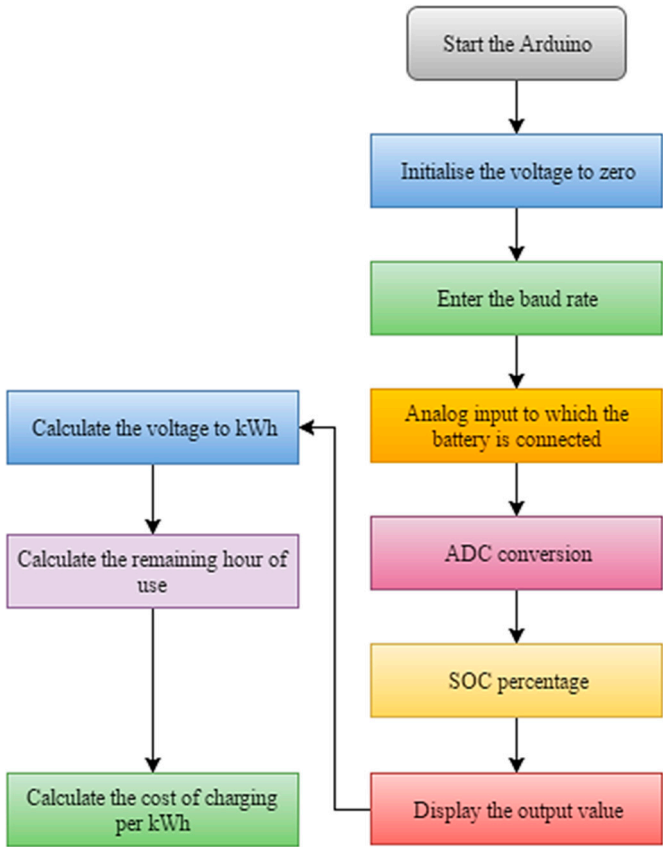 Start the Arduino
Initialise the voltage to zero
Enter the baud rate
Analog input to which the
battery is connected
ADC conversion
SOC percentage
Display the output value
Calculate the voltage to kWh
Calculate the remaining hour of
use
Calculate the cost of charging
per kWh